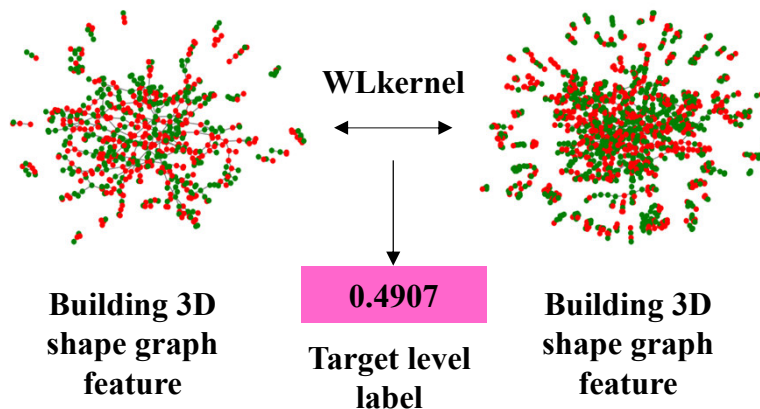 WLkernel
0.4907
Building 3D
shape graph
feature
Target level
label
Building 3D
shape graph
feature